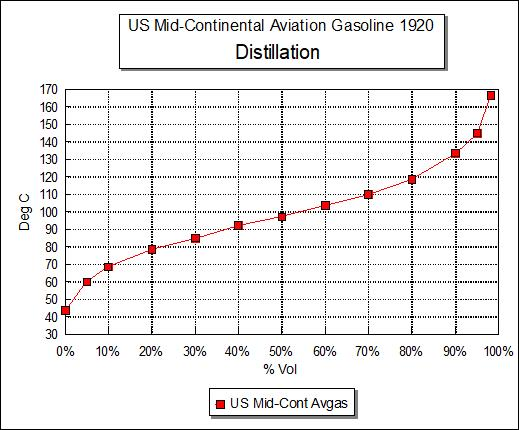 US Mid-Continental Aviation Gasoline 1920
Distillation
170
160
150
140
130
120
110
100
90
80
70
60
50
40
30
Deg C
0% 10% 20% 30% 40% 50% 60% 70% 80% 90% 100%
% Vol
US Mid-Cont Avgas